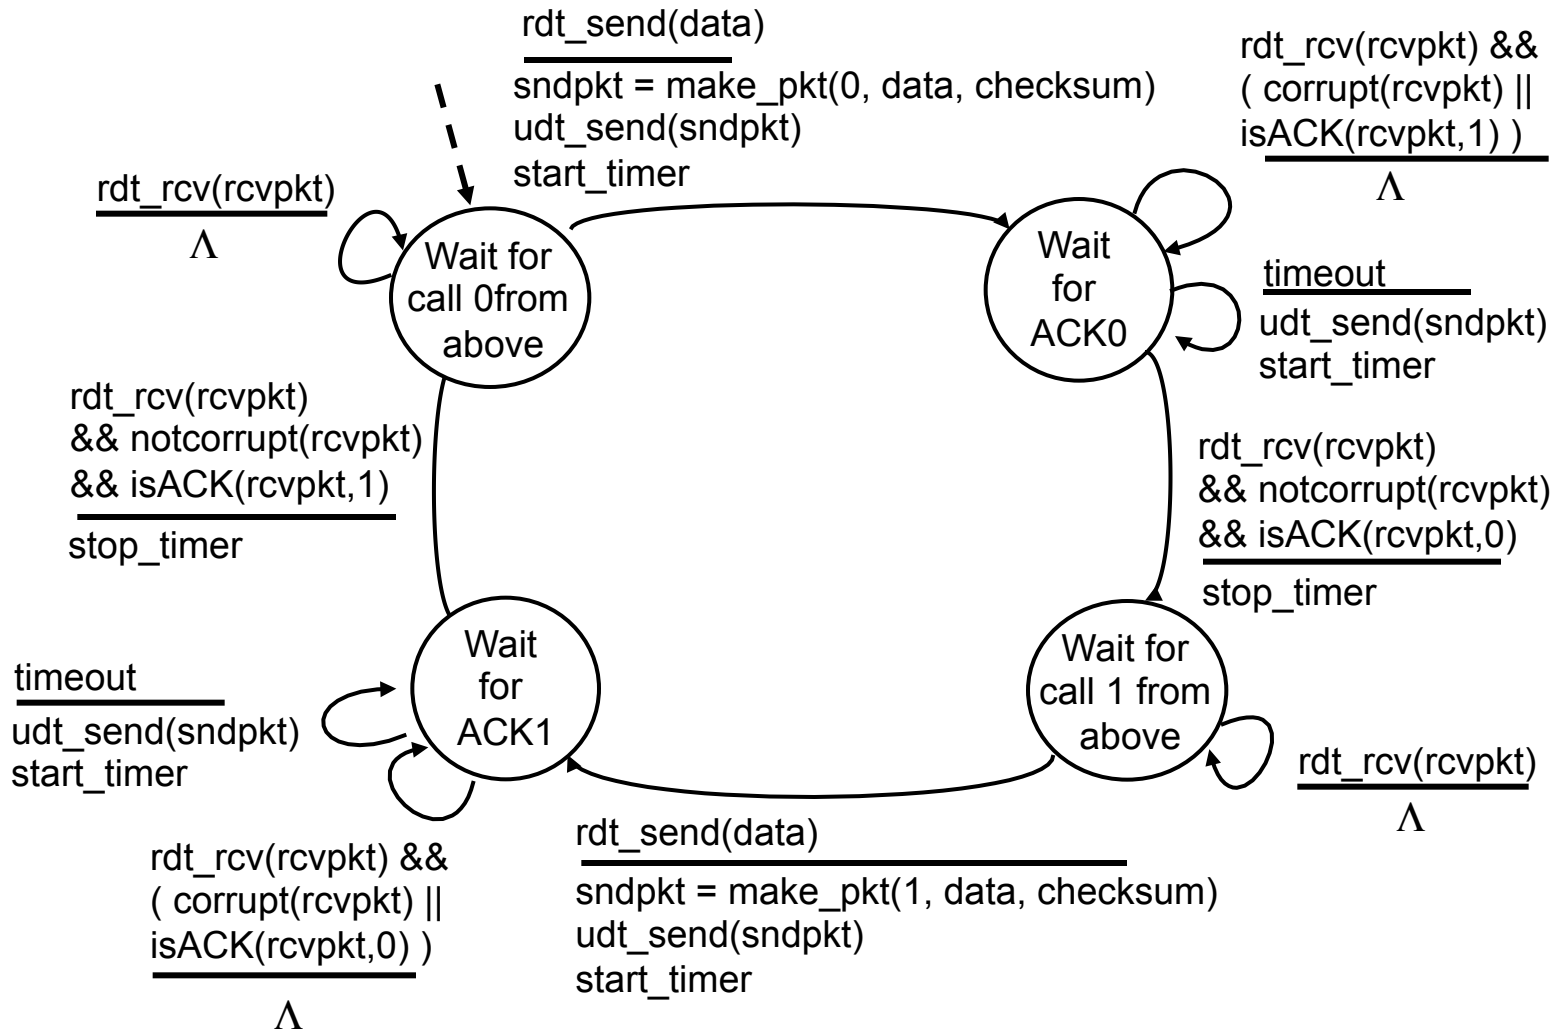 rdt_send(data)
sndpkt = make_pkt(0, data, checksum)
udt_send(sndpkt)
start_timer
rdt_rcv(rcvpkt) &&
( corrupt(rcvpkt) ||
isACK(rcvpkt,1) )
Λ
rdt_rcv(rcvpkt)
Λ
Wait for
call 0from
above
Wait
for
ACK0
timeout
udt_send(sndpkt)
start_timer
rdt_rcv(rcvpkt)
&& notcorrupt(rcvpkt)
&& isACK(rcvpkt,1)
stop_timer
rdt_rcv(rcvpkt)
&& notcorrupt(rcvpkt)
&& isACK(rcvpkt,0)
stop_timer
Wait
for
ACK1
Wait for
call 1 from
above
timeout
udt_send(sndpkt)
start_timer
rdt_rcv(rcvpkt)
Λ
rdt_rcv(rcvpkt) &&
( corrupt(rcvpkt) ||
isACK(rcvpkt,0) )
Λ
rdt_send(data)
sndpkt = make_pkt(1, data, checksum)
udt_send(sndpkt)
start_timer